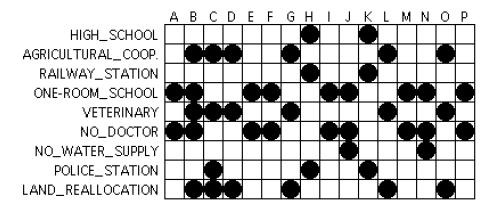 A B C D E F G H I J K L M N O P
HIGH_SCHOOL
AGRICULTURAL_COOP.
RAILWAY_STATION
ONE-ROOM_SCHOOL
VETERINARY
NO_DOCTOR
NO_WATER_SUPPLY
POLICE_STATION
LAND_REALLOCATION